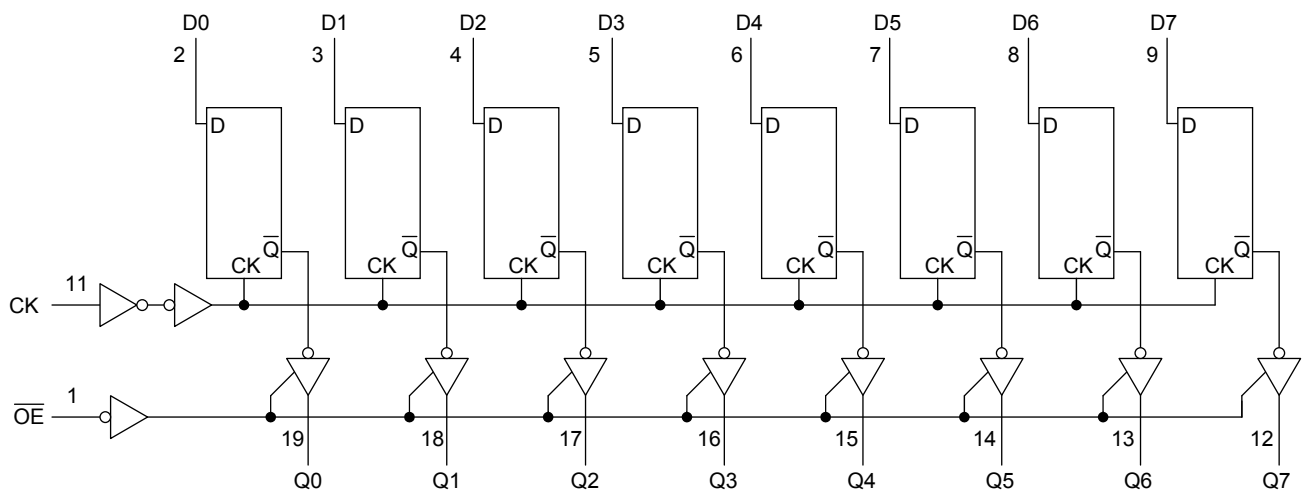 D0 D1 D2 D3 D4 D5 D6 D7
2 3 4 5 6 7 8 9
D D D D D D D D
Q̅ Q̅ Q̅ Q̅ Q̅ Q̅ Q̅ Q̅
CK CK CK CK CK CK CK CK
11
CK
1
O̅E̅
19 18 17 16 15 14 13 12
Q0 Q1 Q2 Q3 Q4 Q5 Q6 Q7